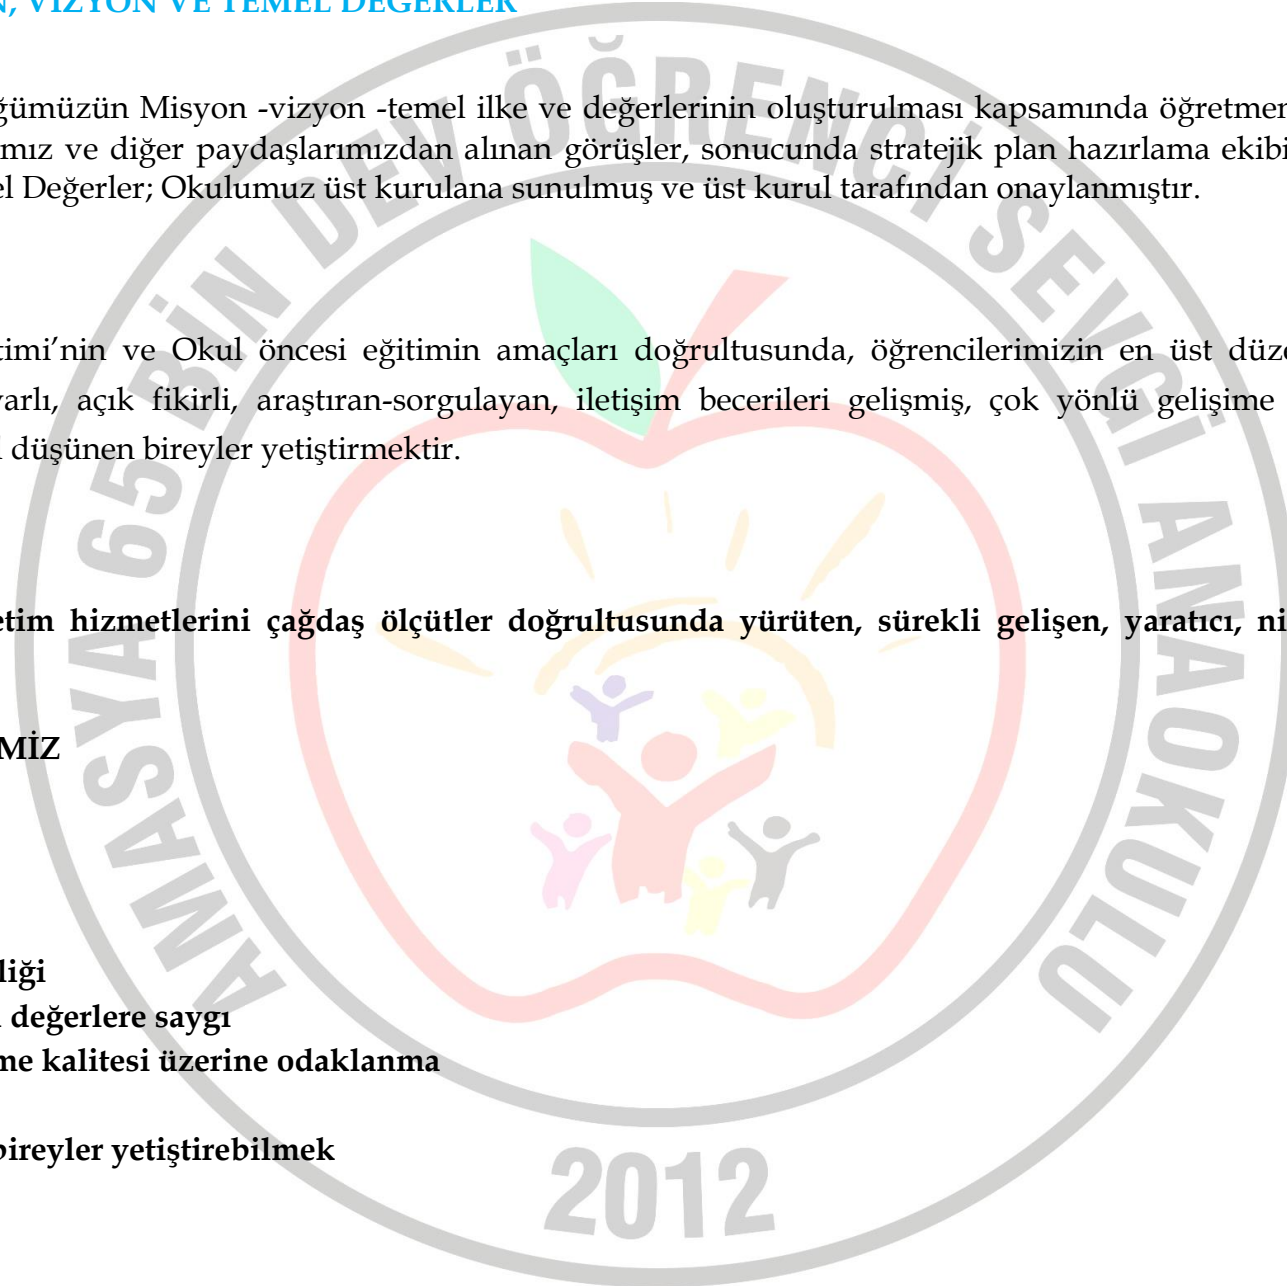 N, VİZYON VE TEMEL DEĞERLER
ğümüzün Misyon -vizyon -temel ilke ve değerlerinin oluşturulması kapsamında öğretmen
mız ve diğer paydaşlarımızdan alınan görüşler, sonucunda stratejik plan hazırlama ekibi
el Değerler; Okulumuz üst kurulana sunulmuş ve üst kurul tarafından onaylanmıştır.
timi’nin ve Okul öncesi eğitimin amaçları doğrultusunda, öğrencilerimizin en üst düze
yarlı, açık fikirli, araştıran-sorgulayan, iletişim becerileri gelişmiş, çok yönlü gelişime
i düşünen bireyler yetiştirmektir.
etim hizmetlerini çağdaş ölçütler doğrultusunda yürüten, sürekli gelişen, yaratıcı, ni
MİZ
liği
değerlere saygı
me kalitesi üzerine odaklanma
bireyler yetiştirebilmek
AMASYA 65 BİN DEV ÖĞRENCİ SEVGİ ANAOKULU
2012